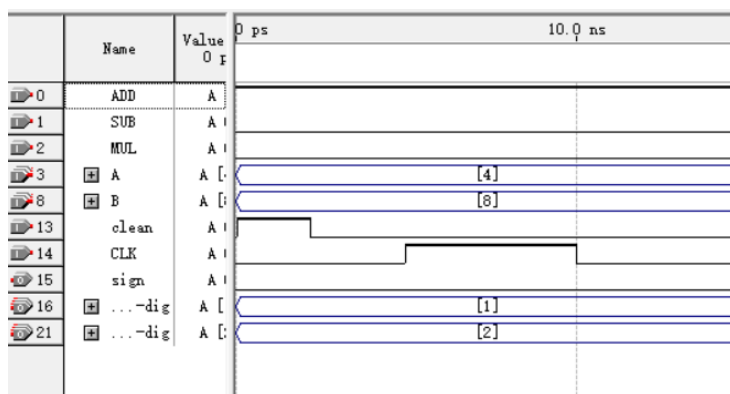 0 ps 10.0 ns
Name Value
0 p
0 ADD A
1 SUB A
2 MUL A
3 A A [ [4]
8 B A [ [8]
13 clean A
14 CLK A
15 sign A
16 ...-dig A [ [1]
21 ...-dig A [ [2]